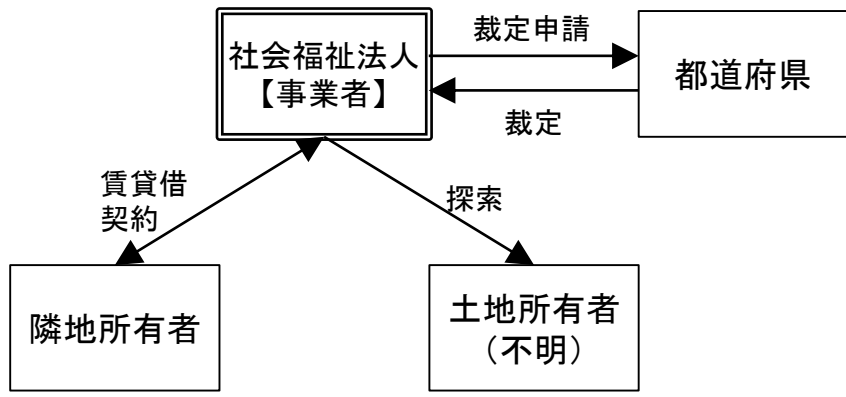 社会福祉法人
【事業者】
裁定申請
都道府県
裁定
賃貸借
契約
探索
隣地所有者
土地所有者
（不明）